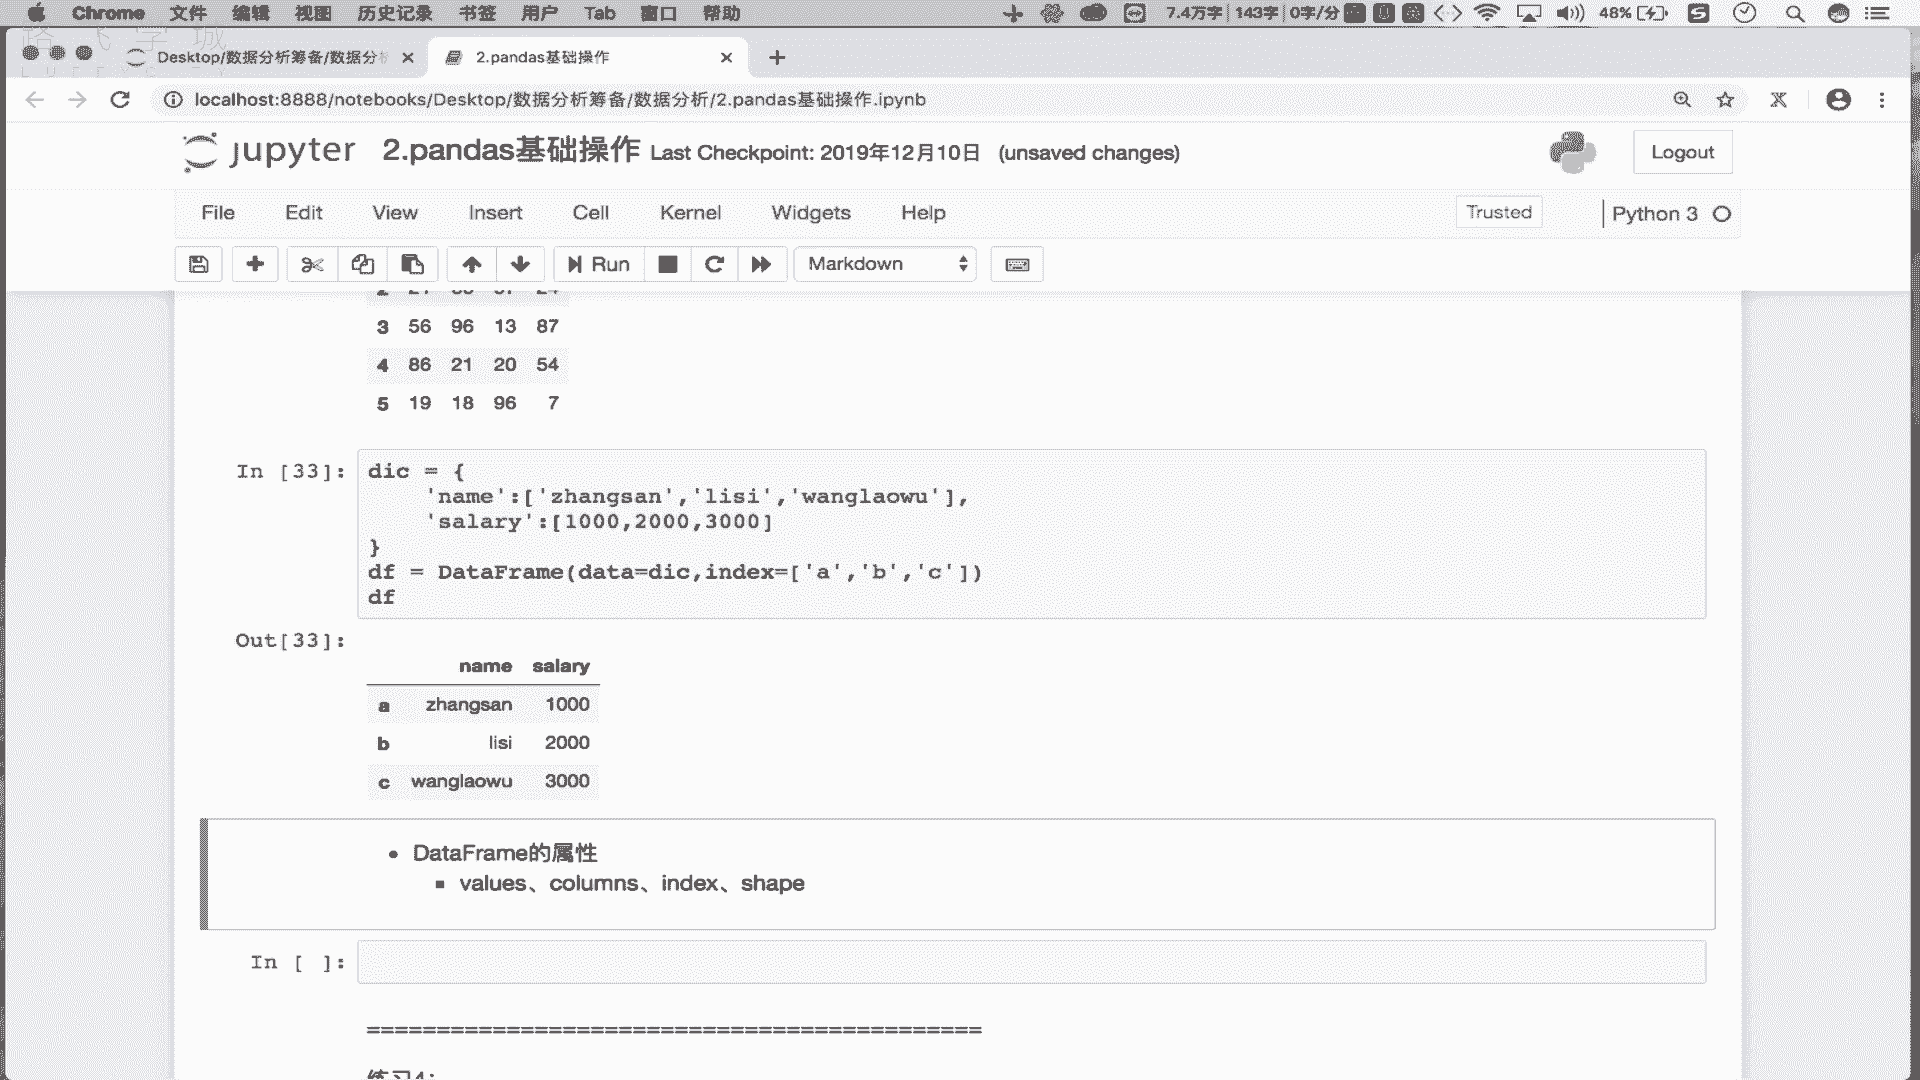 Chrome 文件 编辑 视图 历史记录 书签 用户 Tab 窗口 帮助 7.4万字 143字 0字/分 48%
Desktop/数据分析筹备/数据分析
2.pandas基础操作
localhost:8888/notebooks/Desktop/数据分析筹备/数据分析/2.pandas基础操作.ipynb
jupyter 2.pandas基础操作 Last Checkpoint: 2019年12月10日 (unsaved changes) Logout
File Edit View Insert Cell Kernel Widgets Help Trusted Python 3
Run Markdown
3 56 96 13 87
4 86 21 20 54
5 19 18 96 7
In [33]: dic = {
'name':['zhangsan','lisi','wanglaowu'],
'salary':[1000,2000,3000]
}
df = DataFrame(data=dic,index=['a','b','c'])
df
Out[33]:
name salary
a zhangsan 1000
b lisi 2000
c wanglaowu 3000
DataFrame的属性
values、columns、index、shape
In [ ]:
============================================
练习4: